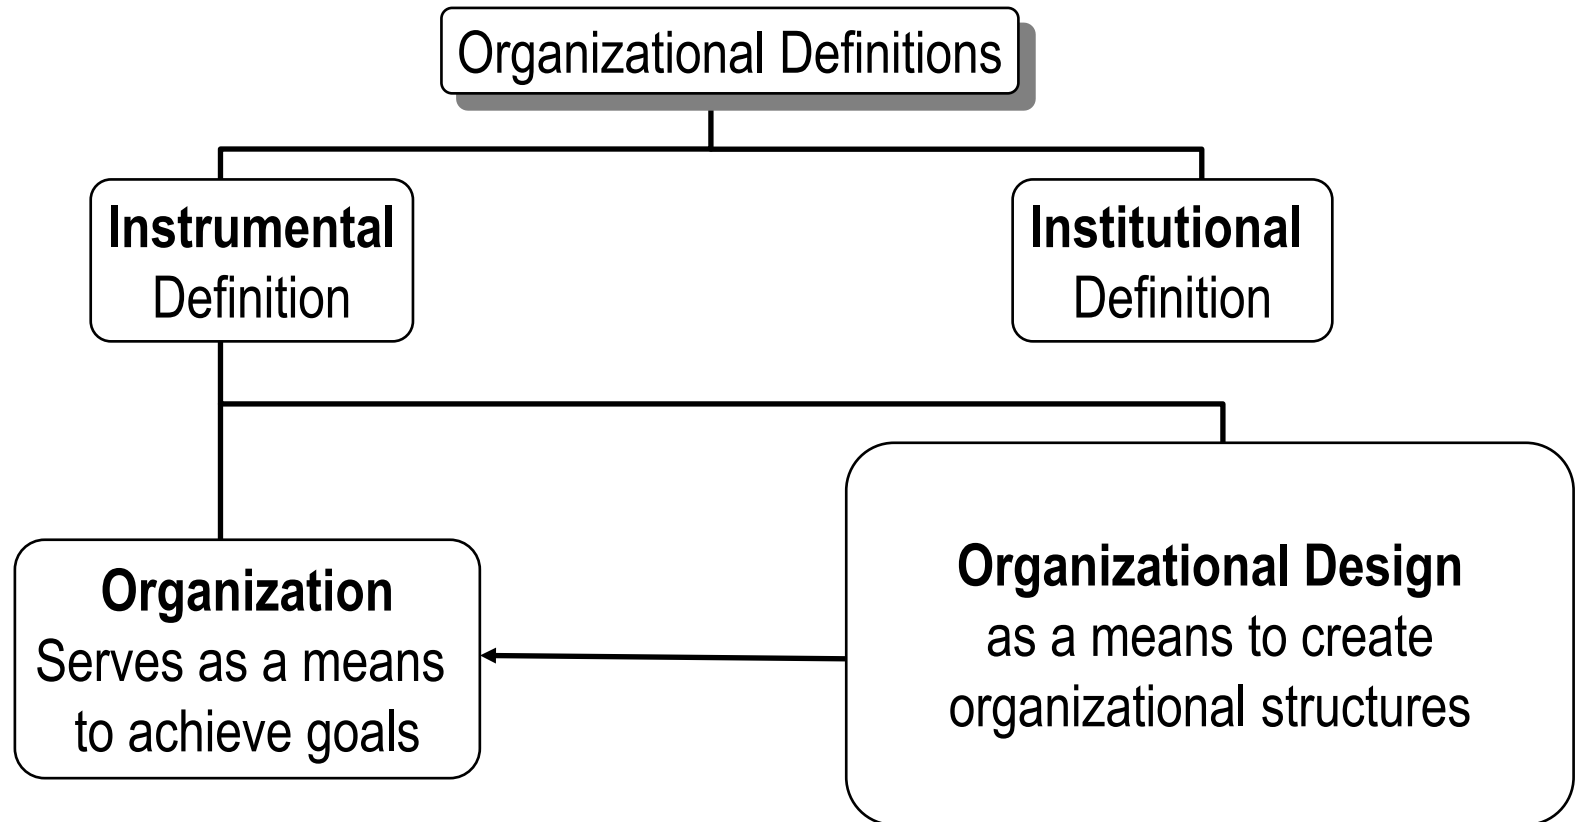 Organizational Definitions
Instrumental
Definition
Institutional
Definition
Organization
Serves as a means
to achieve goals
Organizational Design
as a means to create
organizational structures